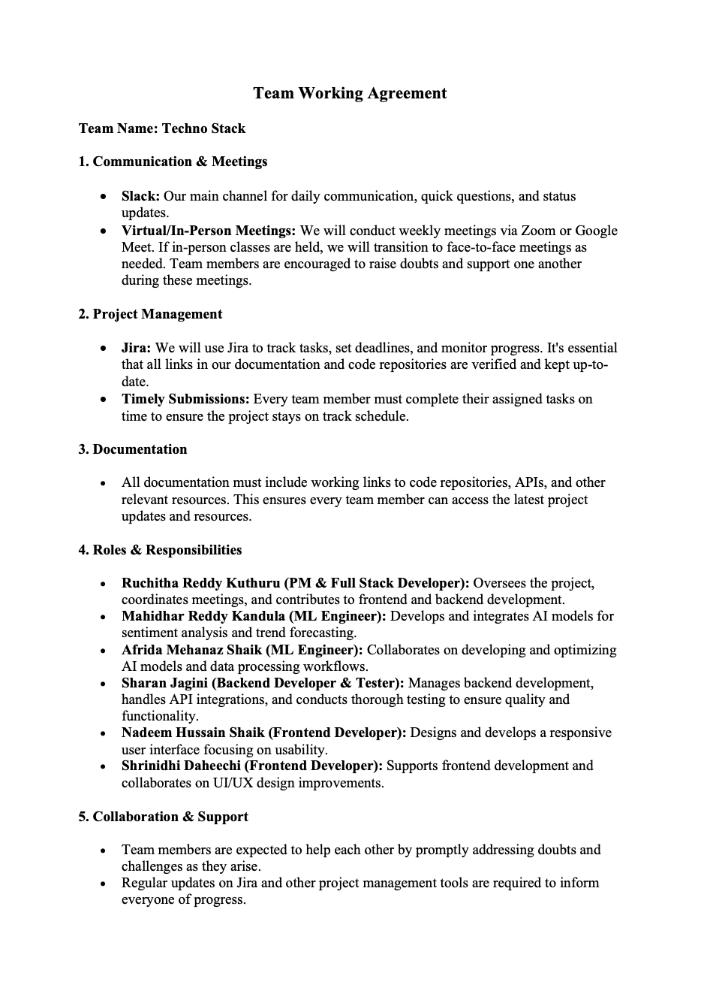 Team Working Agreement
Team Name: Techno Stack
1. Communication & Meetings
• Slack: Our main channel for daily communication, quick questions, and status
updates.
• Virtual/In-Person Meetings: We will conduct weekly meetings via Zoom or Google
Meet. If in-person classes are held, we will transition to face-to-face meetings as
needed. Team members are encouraged to raise doubts and support one another
during these meetings.
2. Project Management
• Jira: We will use Jira to track tasks, set deadlines, and monitor progress. It's essential
that all links in our documentation and code repositories are verified and kept up-to-
date.
• Timely Submissions: Every team member must complete their assigned tasks on
time to ensure the project stays on track schedule.
3. Documentation
• All documentation must include working links to code repositories, APIs, and other
relevant resources. This ensures every team member can access the latest project
updates and resources.
4. Roles & Responsibilities
• Ruchitha Reddy Kuthuru (PM & Full Stack Developer): Oversees the project,
coordinates meetings, and contributes to frontend and backend development.
• Mahidhar Reddy Kandula (ML Engineer): Develops and integrates AI models for
sentiment analysis and trend forecasting.
• Afrida Mehanaz Shaik (ML Engineer): Collaborates on developing and optimizing
AI models and data processing workflows.
• Sharan Jagini (Backend Developer & Tester): Manages backend development,
handles API integrations, and conducts thorough testing to ensure quality and
functionality.
• Nadeem Hussain Shaik (Frontend Developer): Designs and develops a responsive
user interface focusing on usability.
• Shrinidhi Daheechi (Frontend Developer): Supports frontend development and
collaborates on UI/UX design improvements.
5. Collaboration & Support
• Team members are expected to help each other by promptly addressing doubts and
challenges as they arise.
• Regular updates on Jira and other project management tools are required to inform
everyone of progress.